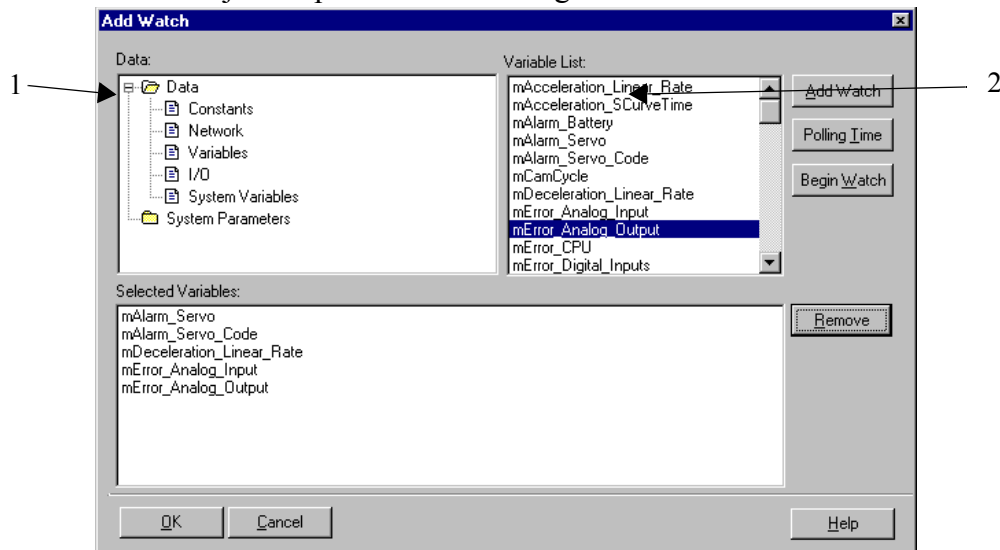 Add Watch
Data:
Variable List:
1
2
Data
Constants
Network
Variables
I/O
System Variables
System Parameters
mAcceleration_Linear_Rate
mAcceleration_SCurveTime
mAlarm_Battery
mAlarm_Servo
mAlarm_Servo_Code
mCamCycle
mDeceleration_Linear_Rate
mError_Analog_Input
mError_Analog_Output
mError_CPU
mError_Digital_Inputs
Add Watch
Polling Time
Begin Watch
Selected Variables:
mAlarm_Servo
mAlarm_Servo_Code
mDeceleration_Linear_Rate
mError_Analog_Input
mError_Analog_Output
Remove
OK
Cancel
Help